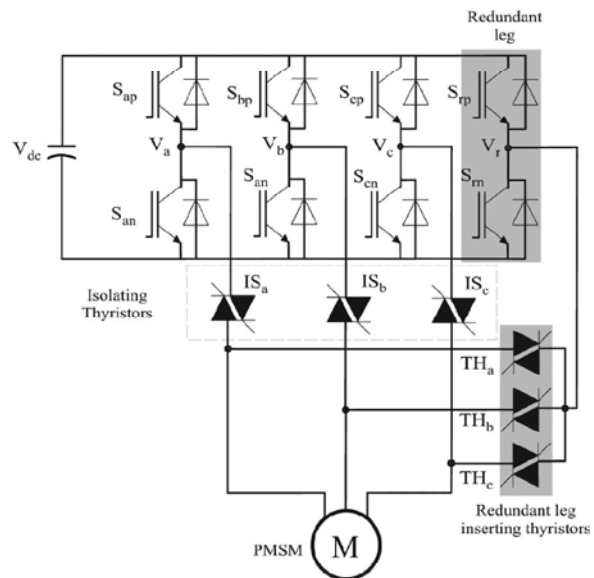 Redundant
leg
S_ap
S_bp
S_cp
S_rp
V_dc
V_a
V_b
V_c
V_r
S_an
S_an
S_cn
S_rn
Isolating
Thyristors
IS_a
IS_b
IS_c
TH_a
TH_b
TH_c
Redundant leg
inserting thyristors
PMSM
M